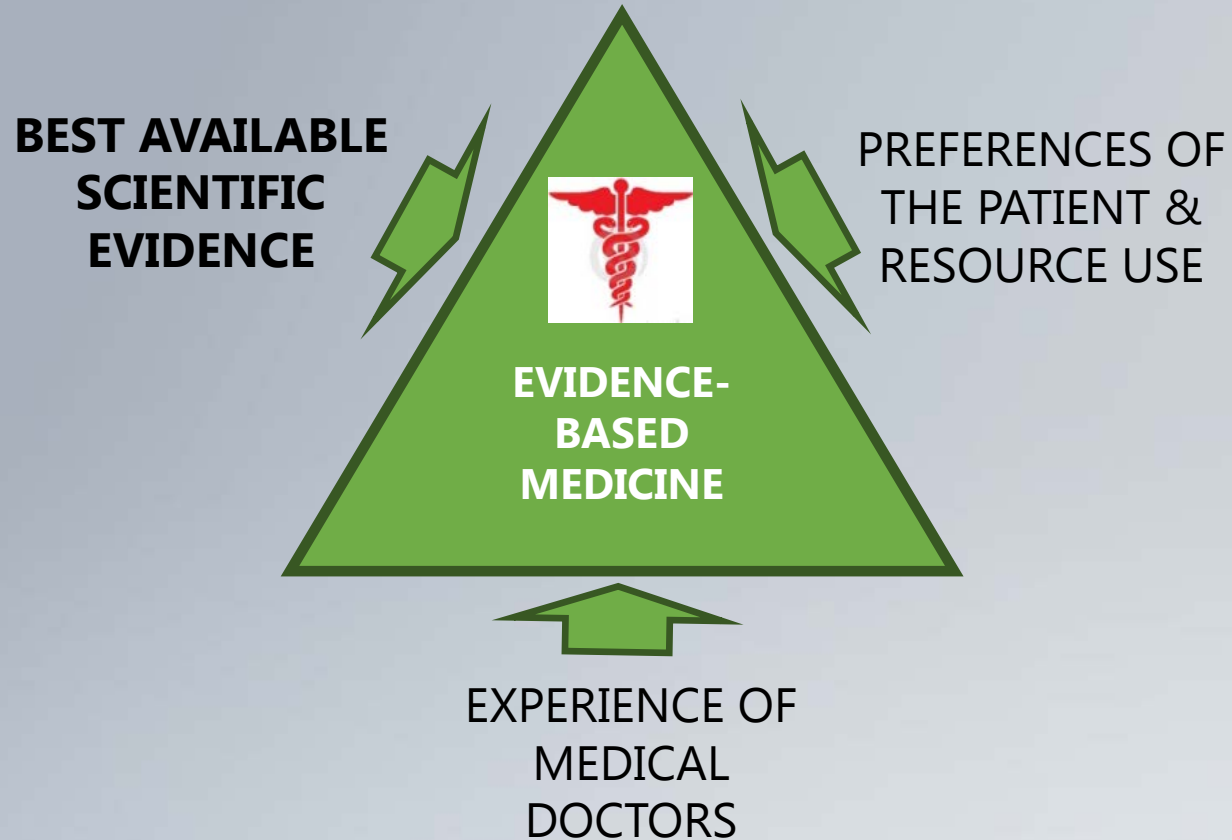 BEST AVAILABLE
SCIENTIFIC
EVIDENCE
PREFERENCES OF
THE PATIENT &
RESOURCE USE
EVIDENCE-
BASED
MEDICINE
EXPERIENCE OF
MEDICAL
DOCTORS